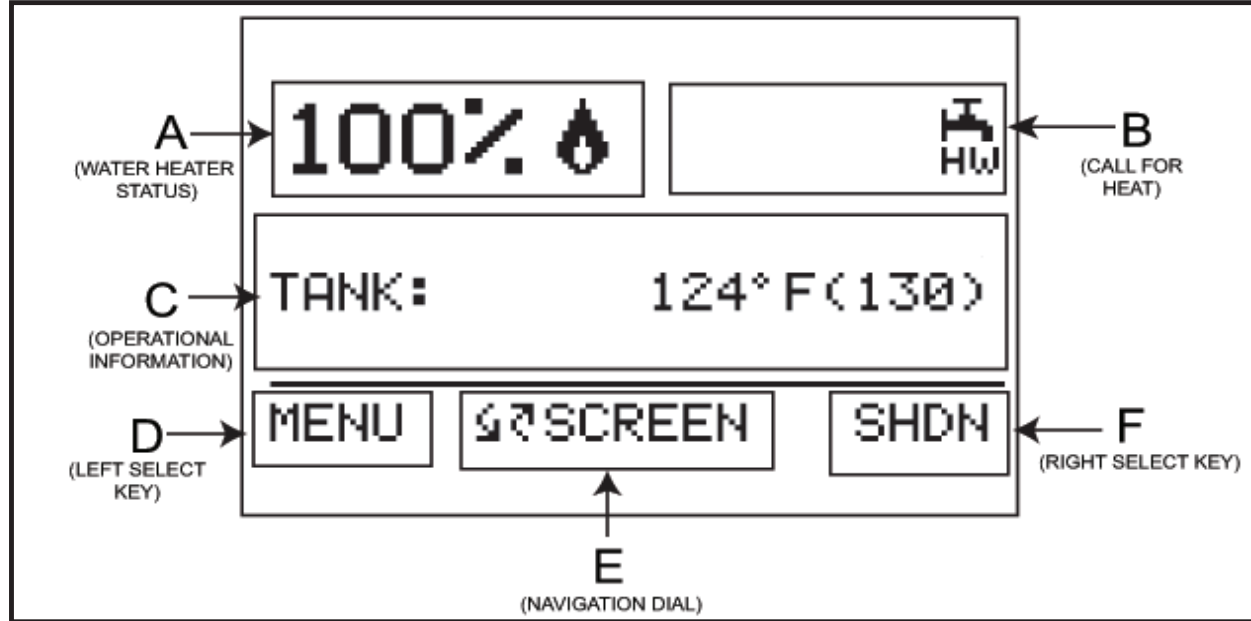 100%
HW
A
(WATER HEATER
STATUS)
B
(CALL FOR
HEAT)
TANK: 124°F(130)
C
(OPERATIONAL
INFORMATION)
MENU SCREEN SHDN
D
(LEFT SELECT
KEY)
F
(RIGHT SELECT KEY)
E
(NAVIGATION DIAL)